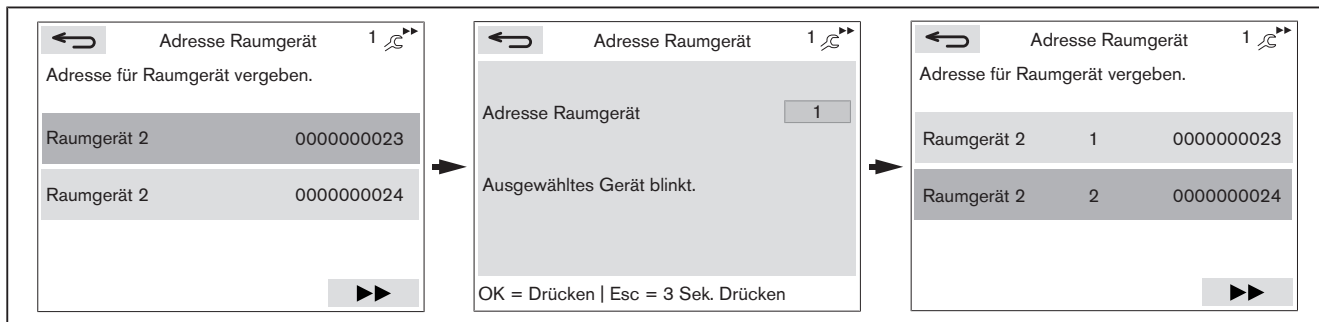 Adresse Raumgerät 1
Adresse für Raumgerät vergeben.
Raumgerät 2 0000000023
Raumgerät 2 0000000024
Adresse Raumgerät 1
Adresse Raumgerät 1
Ausgewähltes Gerät blinkt.
OK = Drücken | Esc = 3 Sek. Drücken
Adresse Raumgerät 1
Adresse für Raumgerät vergeben.
Raumgerät 2 1 0000000023
Raumgerät 2 2 0000000024